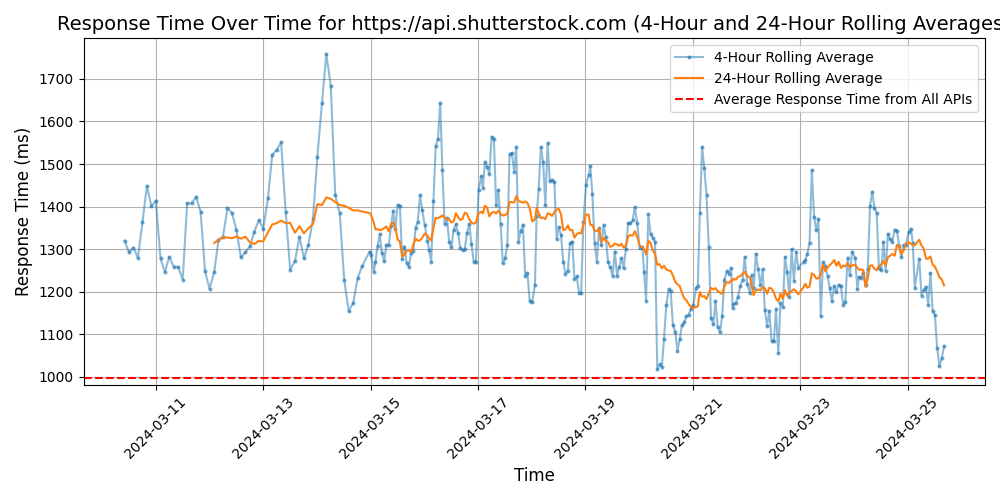 Response Time Over Time for https://api.shutterstock.com (4-Hour and 24-Hour Rolling Averages
4-Hour Rolling Average
24-Hour Rolling Average
Average Response Time from All APIs
Response Time (ms)
1700
1600
1500
1400
1300
1200
1100
1000
2024-03-11
2024-03-13
2024-03-15
2024-03-17
2024-03-19
2024-03-21
2024-03-23
2024-03-25
Time